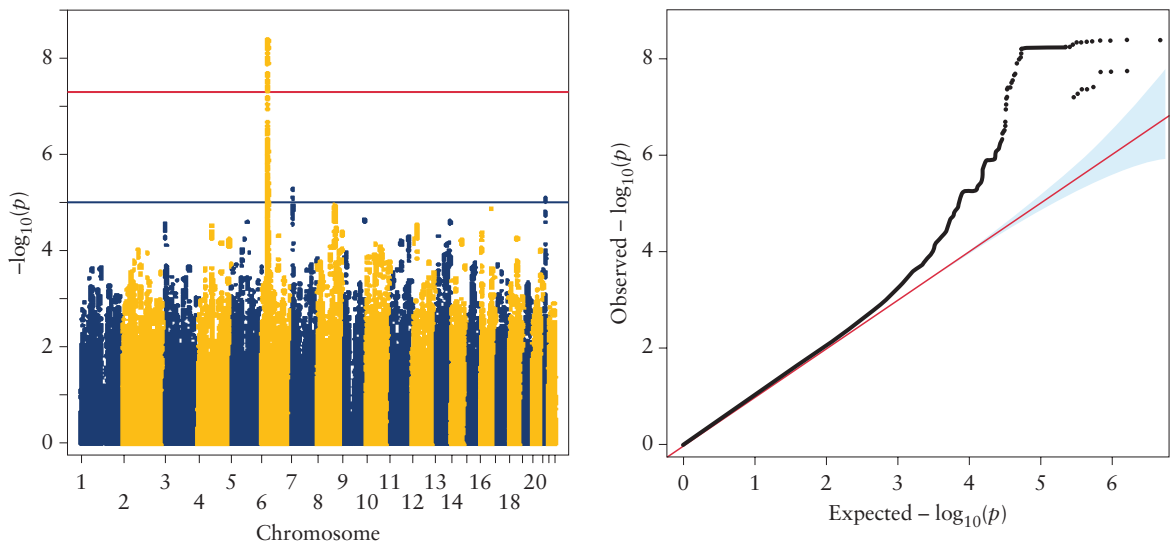 −log10(p)
8
6
4
2
0
1 3 5 7 9 11 13 16 20
2 4 6 8 10 12 14 18
Chromosome
Observed − log10(p)
8
6
4
2
0
0 1 2 3 4 5 6
Expected − log10(p)